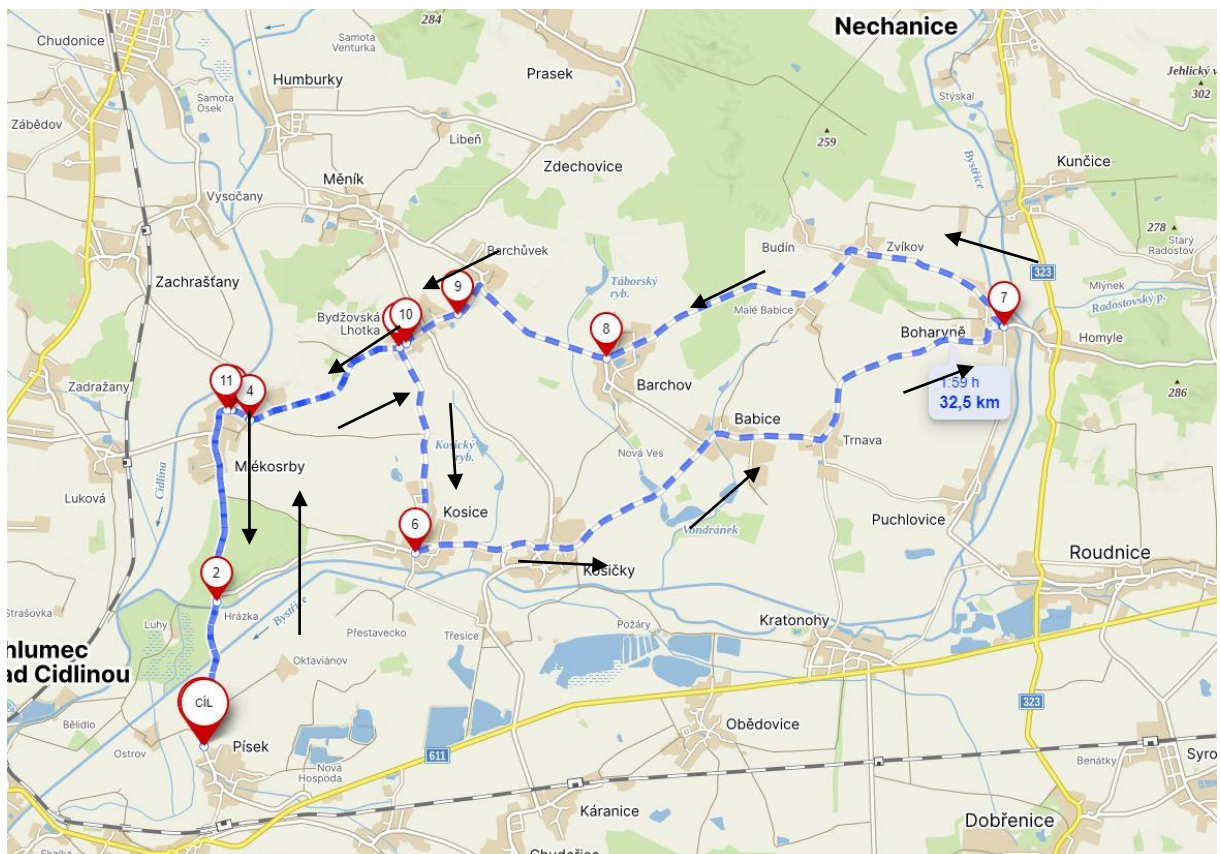 284
Nechanice
Chudonice
Samota
Venturka
Prasek
Humburky
Jehlický v
302
Samota
Osek
Stýskal
Zábědov
Libeň
259
Bystřice
Zdechovice
Kunčice
Měník
Vysočany
278
Starý
Radostov
Barchůvek
Budín
Zvíkov
323
Zachrašťany
Táborský
ryb.
Mlýnek
Radostovský p.
9
7
Malé Babice
Bydžovská
Lhotka
10
8
Boharyně
Homyle
Zadražany
11
4
Barchov
1:59 h
32,5 km
286
Babice
Trnava
Kosický
ryb.
Nová Ves
Mlékosrby
Luková
Cidlina
Kosice
6
Vondránek
Puchlovice
Roudnice
2
Kosičky
Strašovka
Hrázka
Bystřice
Luhy
Přestavecko
Třesice
Požáry
Kratonohy
hlumec
ad Cidlinou
Oktaviánov
CÍL
323
Bělidlo
Ostrov
Písek
Obědovice
611
Nová
Hospoda
Benátky
Syro
Káranice
Dobřenice